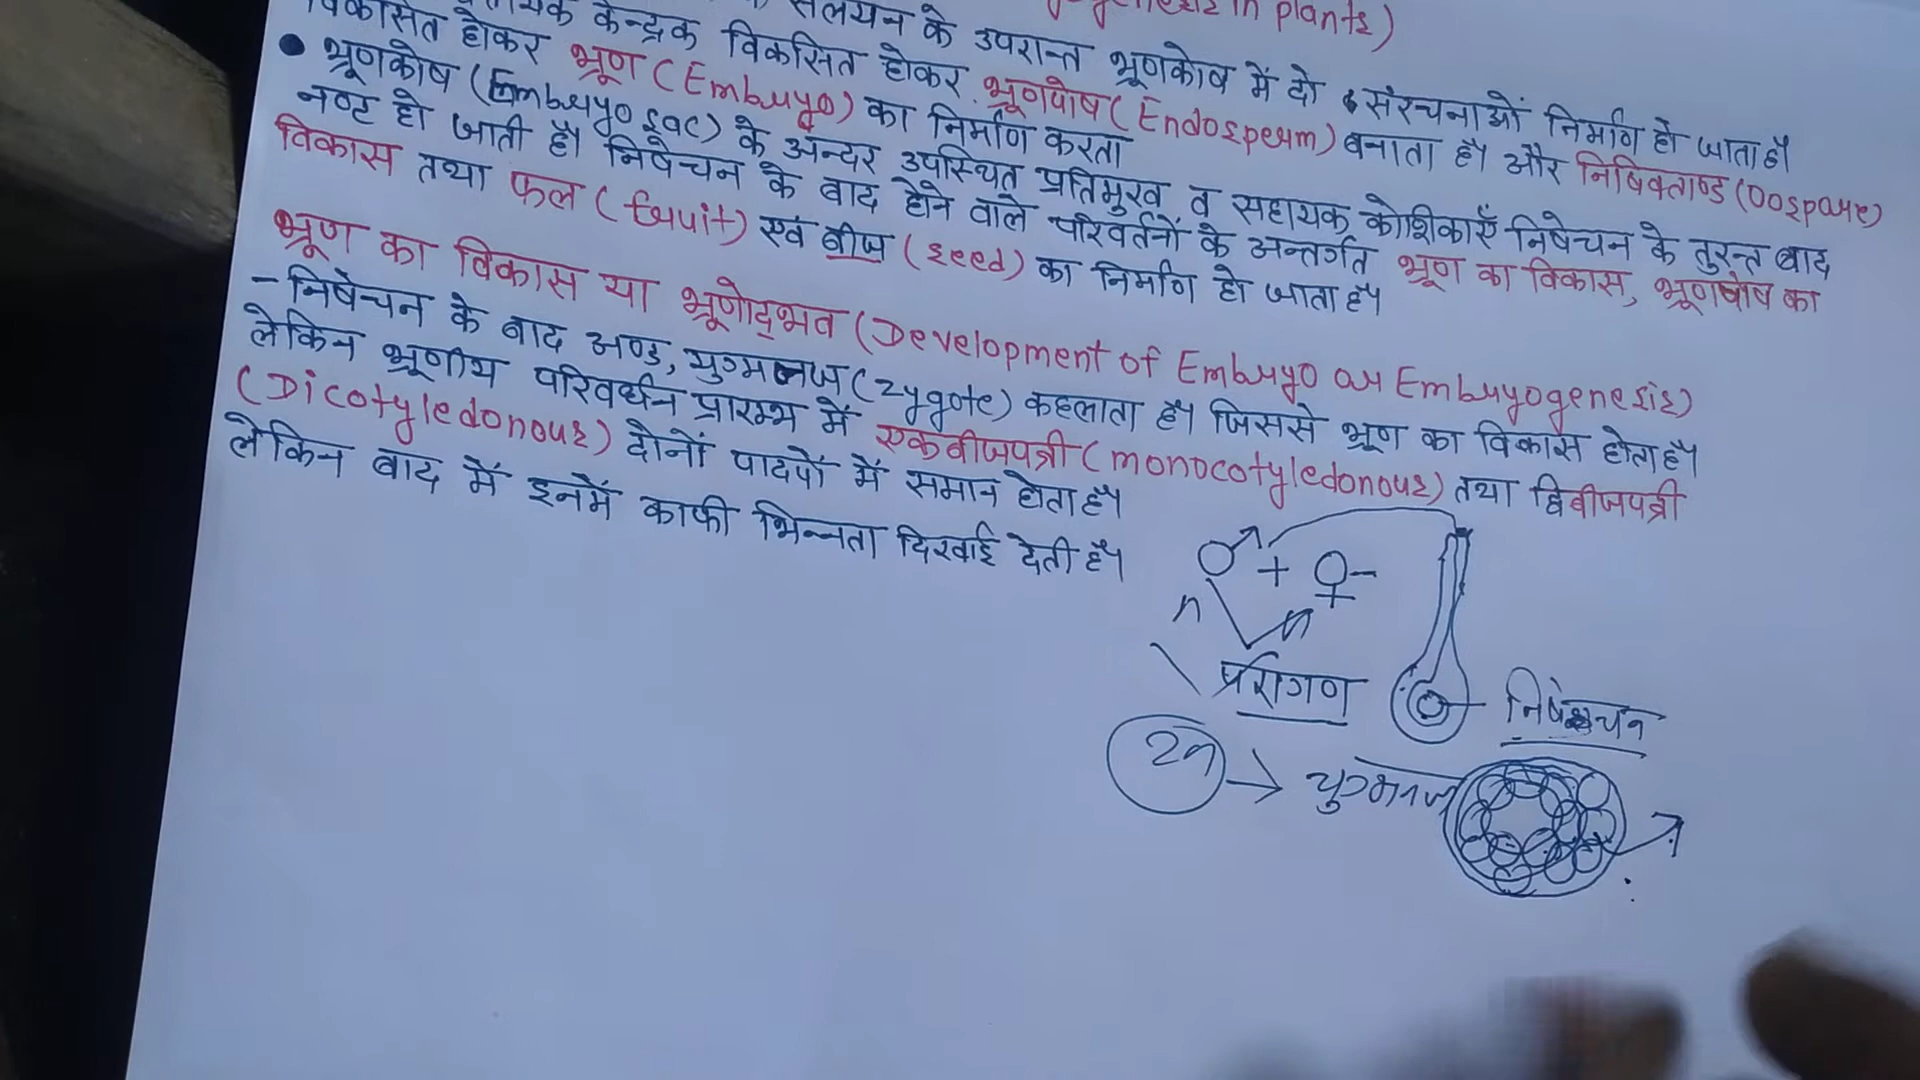 in plants)
संलयन के उपरान्त भ्रूणकोष में दो संरचनाओं निर्माण हो जाता है।
केन्द्रक विकसित होकर भ्रूणपोष (Endosperm) बनाता है। और निषिक्ताण्ड (Oospore)
विकसित होकर भ्रूण (Embryo) का निर्माण करता
• भ्रूणकोष (Embryo sac) के अन्दर उपस्थित प्रतिमुख व सहायक कोशिकाएँ निषेचन के तुरन्त बाद
नष्ट हो जाती है। निषेचन के बाद होने वाले परिवर्तनों के अन्तर्गत भ्रूण का विकास, भ्रूणपोष का
विकास तथा फल (fruit) एवं बीज (seed) का निर्माण हो जाता है।
भ्रूण का विकास या भ्रूणोद्भव (Development of Embryo or Embryogenesis)
- निषेचन के बाद अण्ड, युग्मनज (Zygote) कहलाता है। जिससे भ्रूण का विकास होता है।
लेकिन भ्रूणीय परिवर्धन प्रारम्भ में एकबीजपत्री (monocotyledonous) तथा द्विबीजपत्री
(Dicotyledonous) दोनों पादपों में समान होता है।
लेकिन बाद में इनमें काफी भिन्नता दिखाई देती है।
♂ + ♀
n n
परागण
निषेचन
2n → युग्मनज